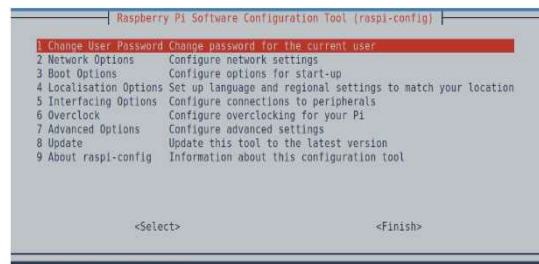 Raspberry Pi Software Configuration Tool (raspi-config)
1 Change User Password Change password for the current user
2 Network Options Configure network settings
3 Boot Options Configure options for start-up
4 Localisation Options Set up language and regional settings to match your location
5 Interfacing Options Configure connections to peripherals
6 Overclock Configure overclocking for your Pi
7 Advanced Options Configure advanced settings
8 Update Update this tool to the latest version
9 About raspi-config Information about this configuration tool
<Select> <Finish>